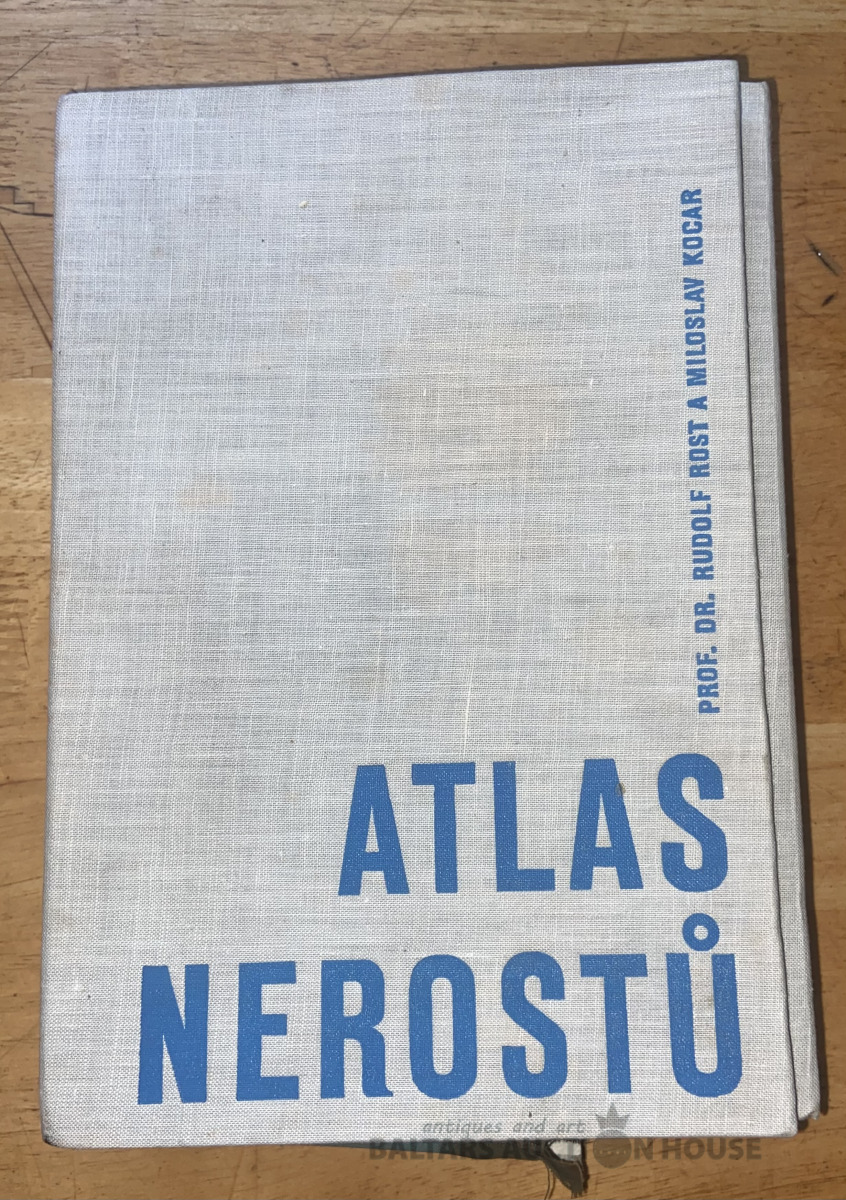 PROF. DR. RUDOLF ROST A MILOSLAV KOCAR
ATLAS
NEROSTŮ
antiques and art
BALTARS AUCTION HOUSE